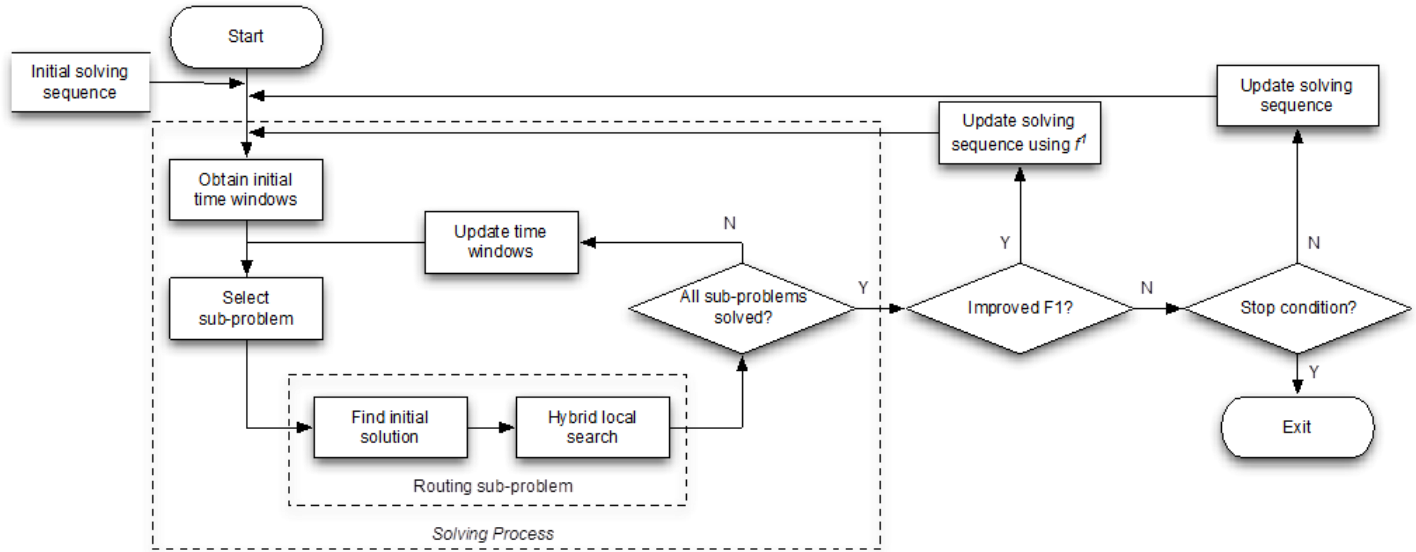 Start
Initial solving
sequence
Update solving
sequence
Update solving
sequence using f¹
Obtain initial
time windows
Update time
windows
N
Select
sub-problem
All sub-problems
solved?
Y
Improved F1?
Y
N
Stop condition?
N
Y
Find initial
solution
Hybrid local
search
Exit
Routing sub-problem
Solving Process